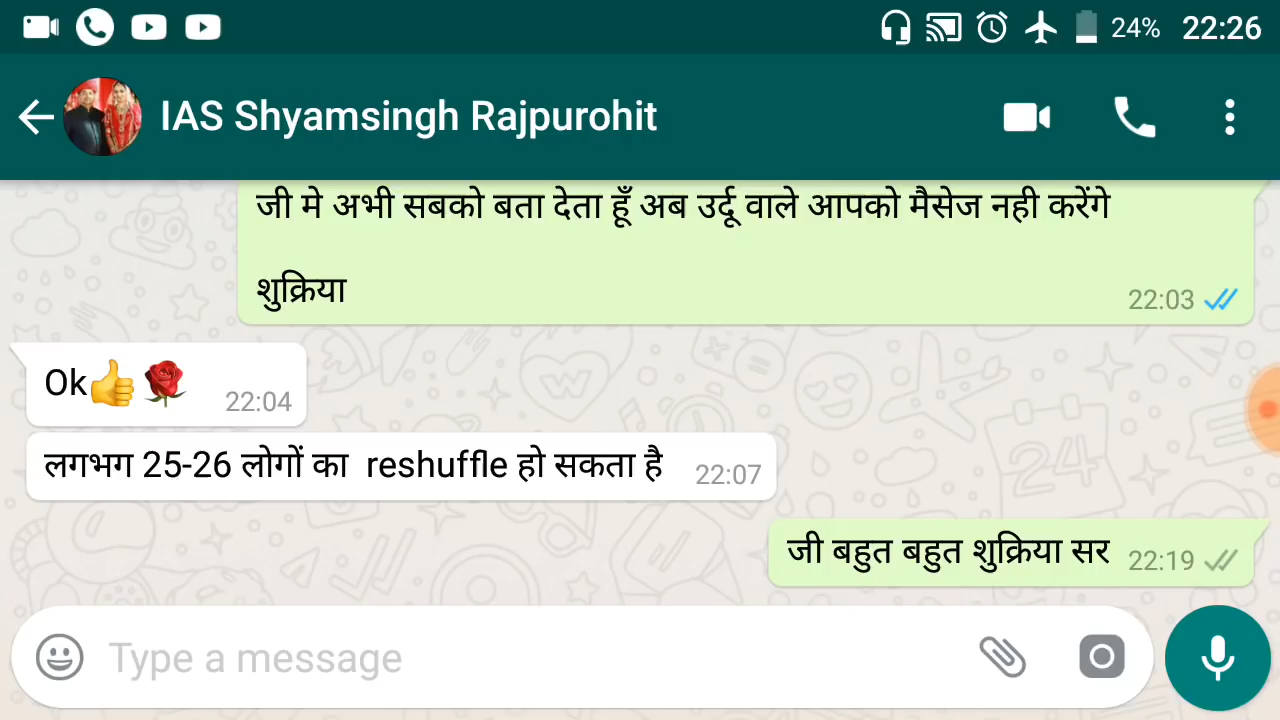 24% 22:26
IAS Shyamsingh Rajpurohit
जी मे अभी सबको बता देता हूँ अब उर्दू वाले आपको मैसेज नही करेंगे
शुक्रिया
22:03
Ok👍🌹 22:04
लगभग 25-26 लोगों का reshuffle हो सकता है 22:07
जी बहुत बहुत शुक्रिया सर 22:19
Type a message